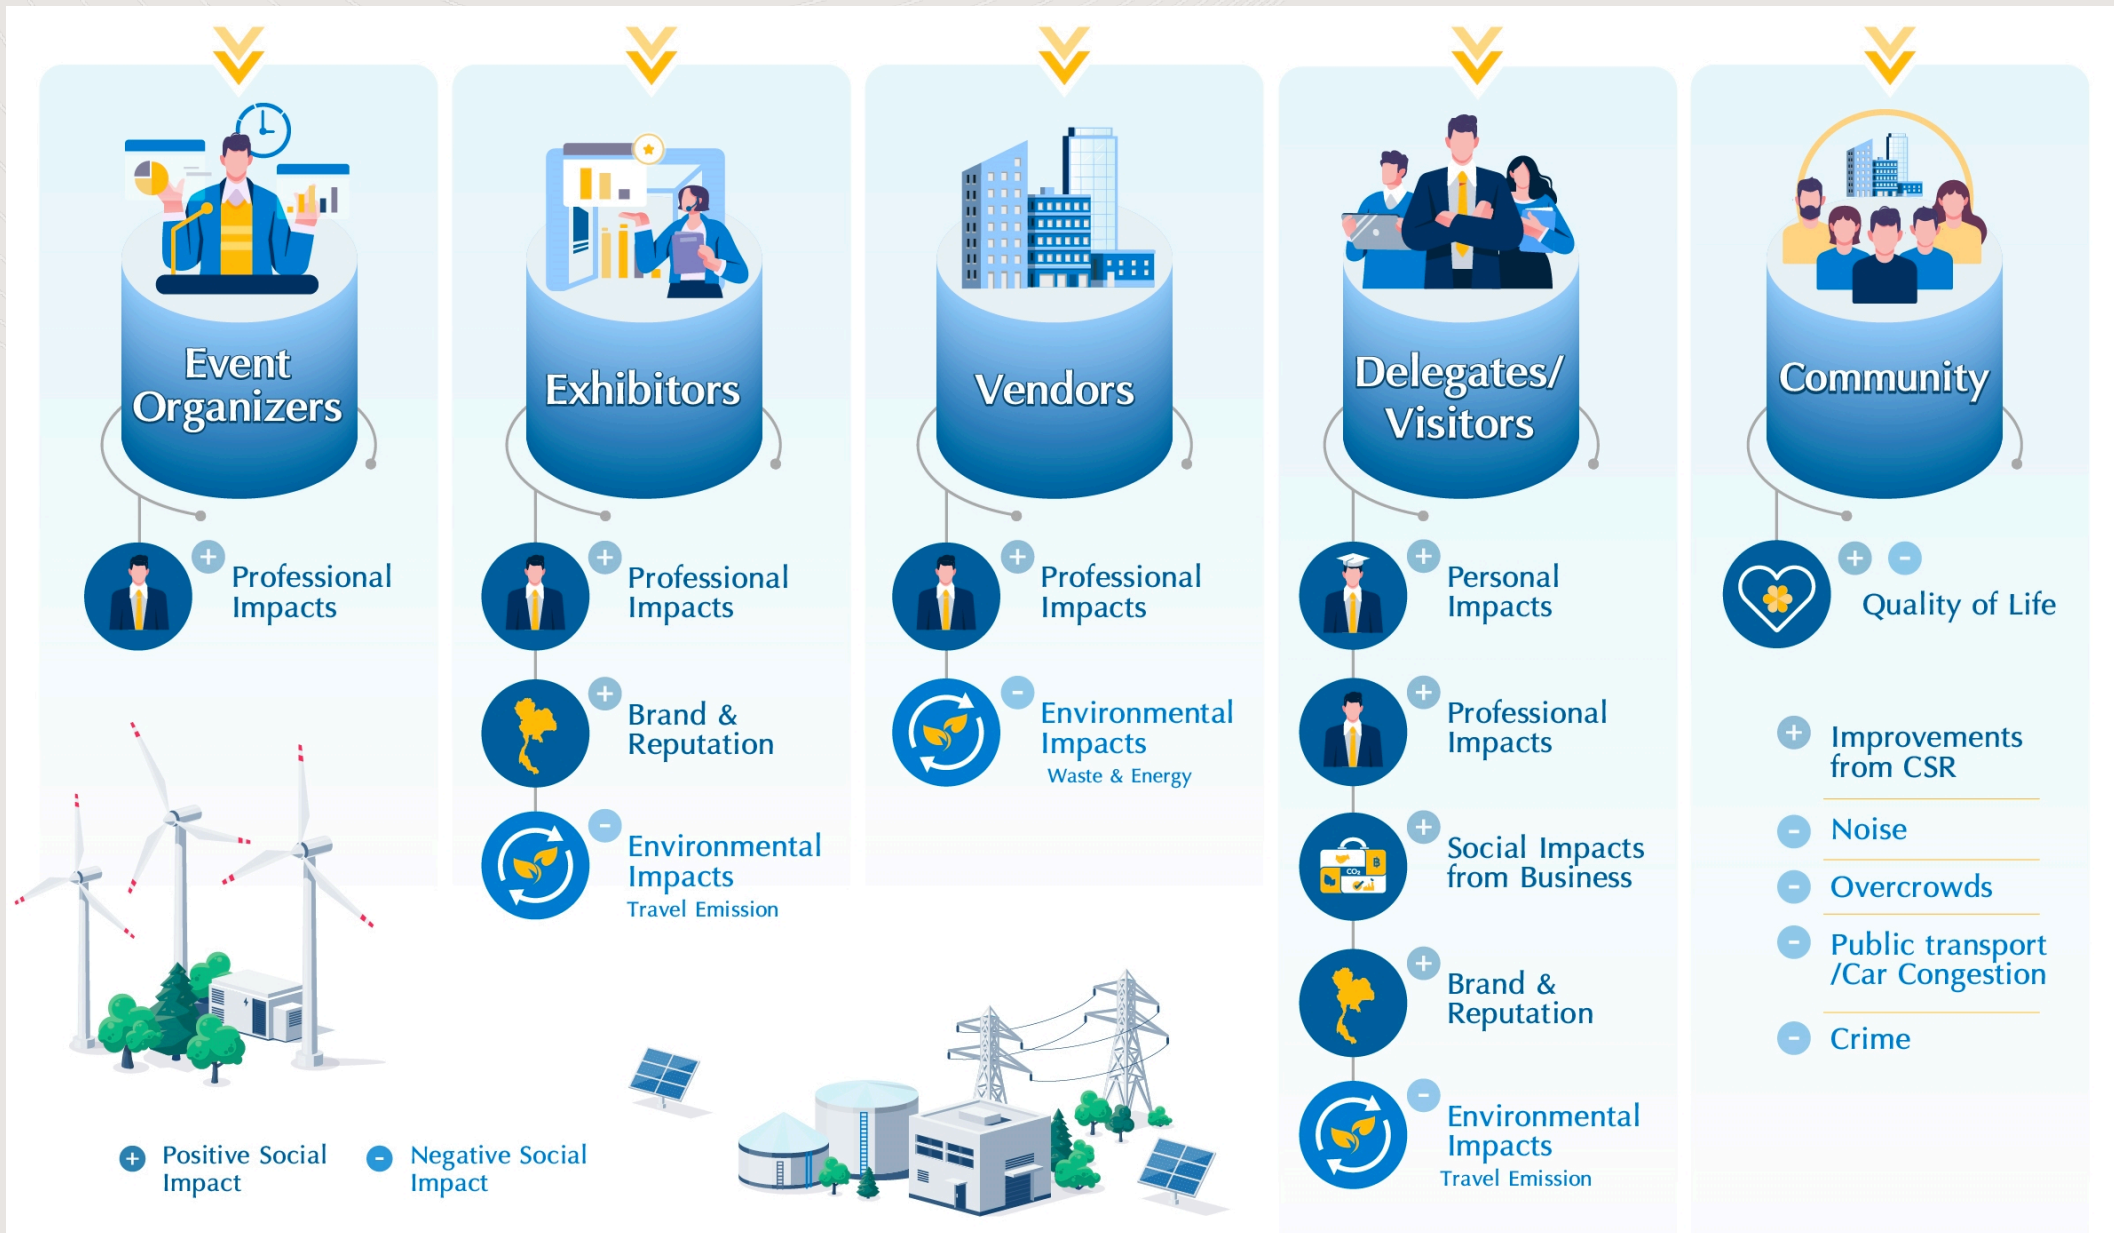 Event
Organizers
+
Professional
Impacts
Exhibitors
+
Professional
Impacts
+
Brand &
Reputation
-
Environmental
Impacts
Travel Emission
Vendors
+
Professional
Impacts
-
Environmental
Impacts
Waste & Energy
Delegates/
Visitors
+
Personal
Impacts
+
Professional
Impacts
฿
CO₂
+
Social Impacts
from Business
+
Brand &
Reputation
-
Environmental
Impacts
Travel Emission
Community
+ -
Quality of Life
+ Improvements
from CSR
- Noise
- Overcrowds
- Public transport
/Car Congestion
- Crime
+ Positive Social
Impact
- Negative Social
Impact